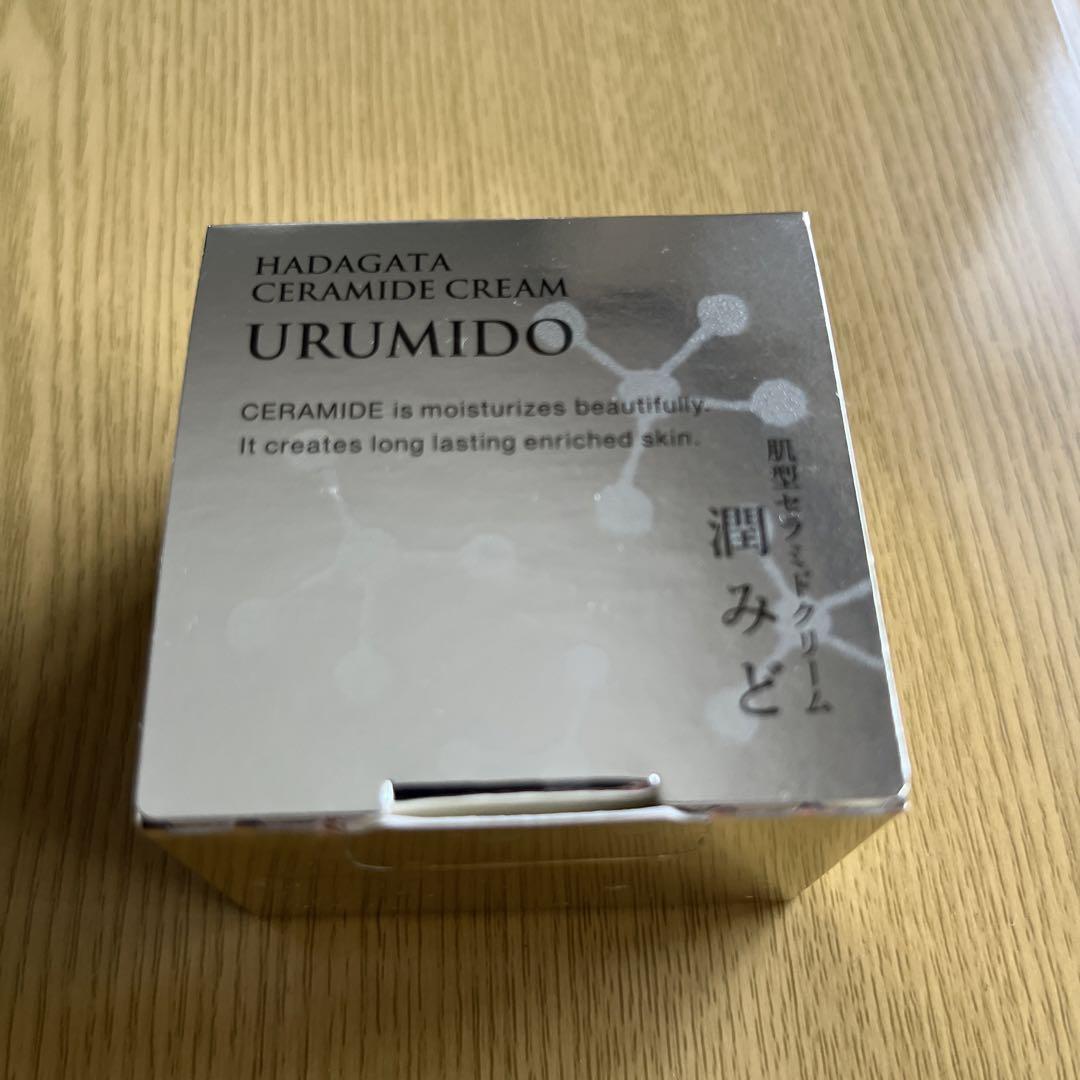 HADAGATA
CERAMIDE CREAM
URUMIDO
CERAMIDE is moisturizes beautifully.
It creates long lasting enriched skin.
肌型セラミドクリーム
潤みど